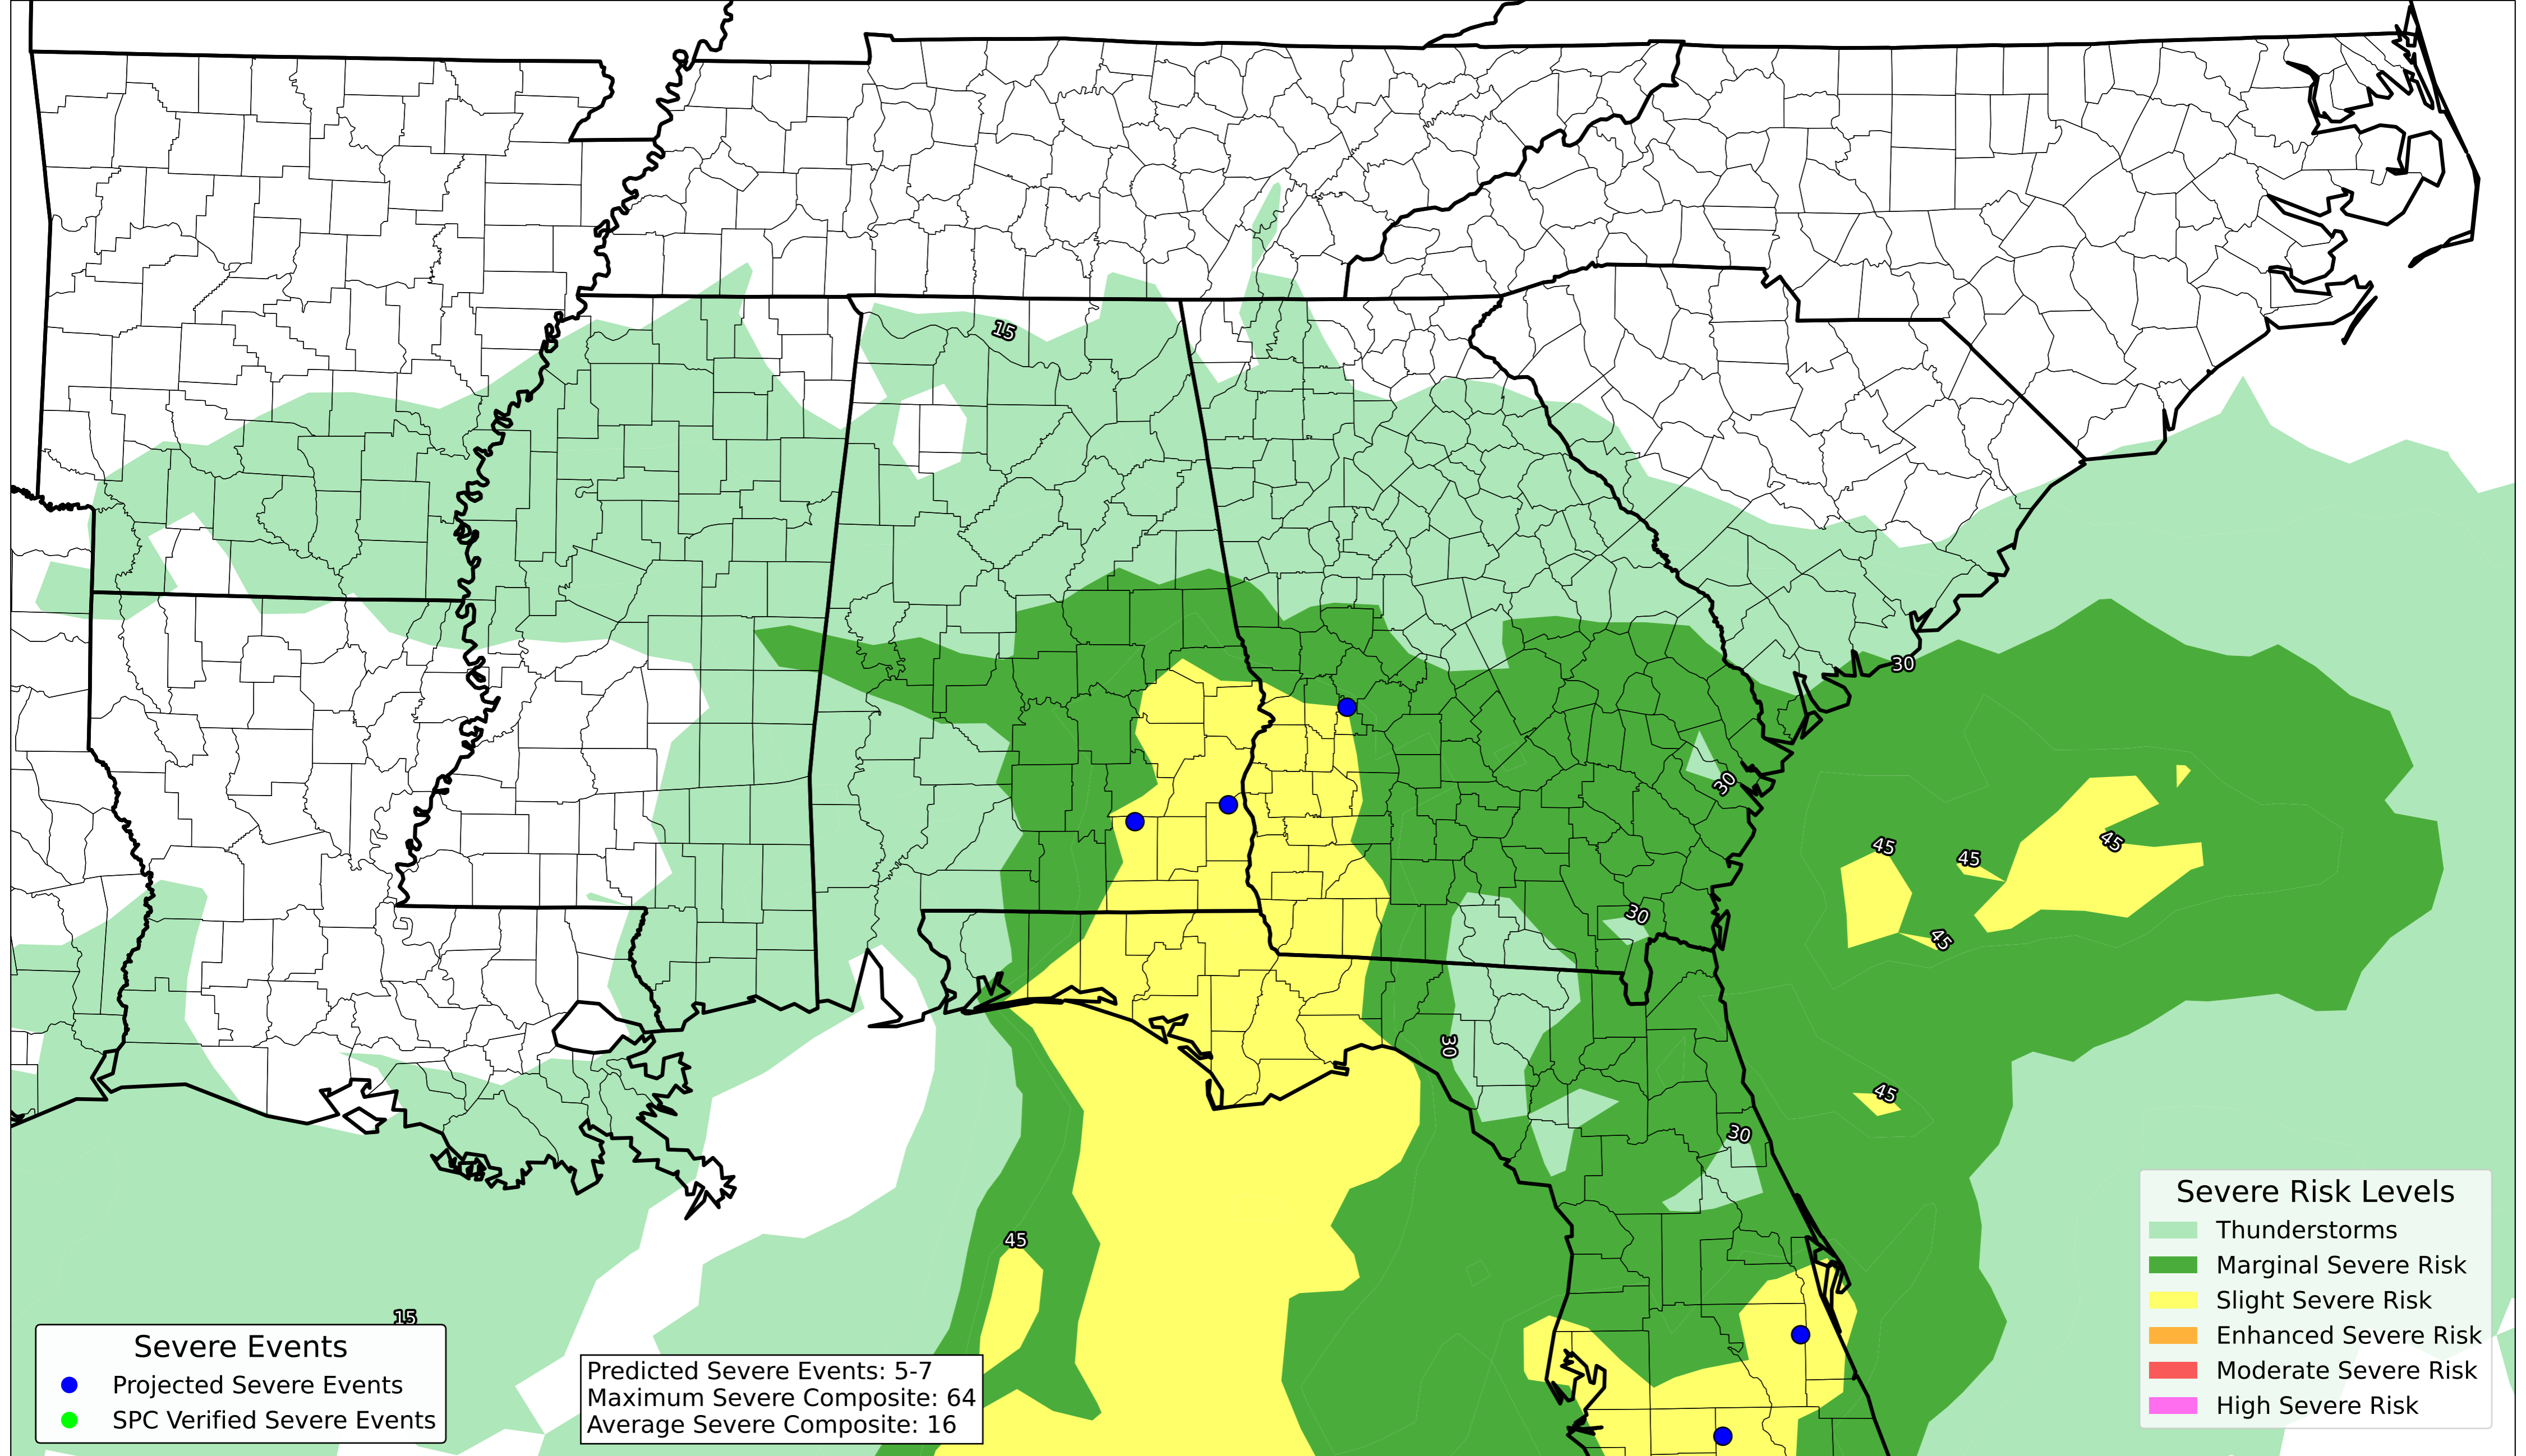 15
30
30
45
45
45
45
30
30
45
30
45
15
Severe Risk Levels
Thunderstorms
Marginal Severe Risk
Slight Severe Risk
Enhanced Severe Risk
Moderate Severe Risk
High Severe Risk
Severe Events
Projected Severe Events
SPC Verified Severe Events
Predicted Severe Events: 5-7
Maximum Severe Composite: 64
Average Severe Composite: 16